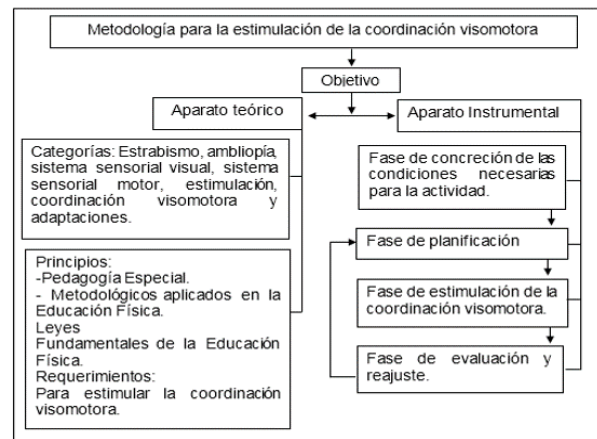 Metodología para la estimulación de la coordinación visomotora
Objetivo
Aparato teórico
Aparato Instrumental
Categorías: Estrabismo, ambliopía,
sistema sensorial visual, sistema
sensorial motor, estimulación,
coordinación visomotora y
adaptaciones.
Principios:
-Pedagogía Especial.
- Metodológicos aplicados en la
Educación Física.
Leyes
Fundamentales de la Educación
Física.
Requerimientos:
Para estimular la coordinación
visomotora.
Fase de concreción de las
condiciones necesarias
para la actividad.
Fase de planificación
Fase de estimulación de la
coordinación visomotora.
Fase de evaluación y
reajuste.